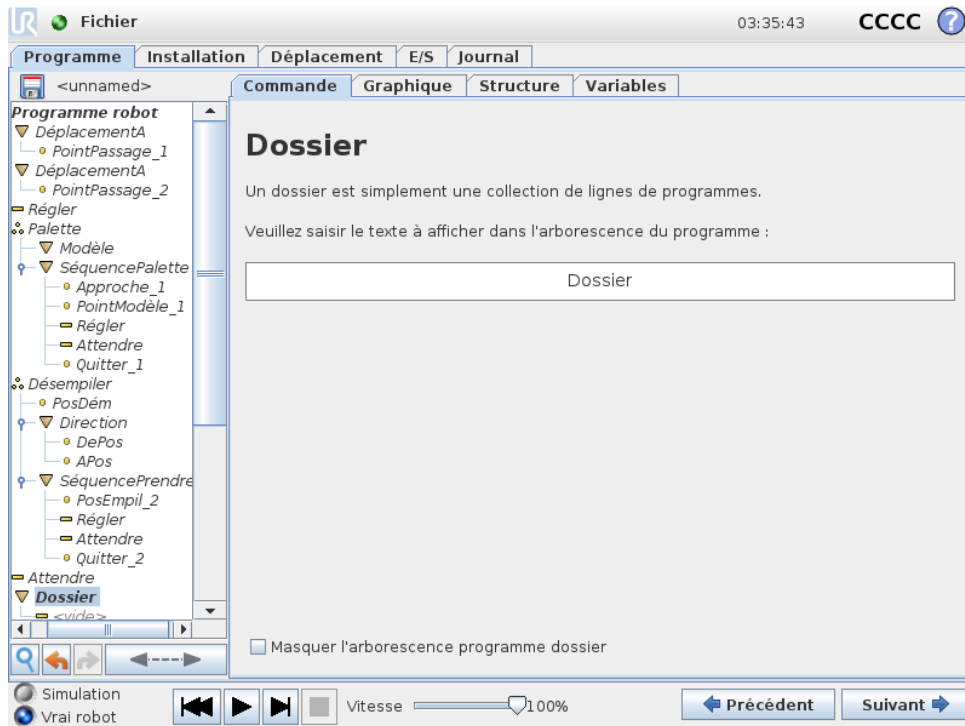 UR Fichier 03:35:43 CCCC ?
Programme Installation Déplacement E/S Journal
<unnamed>
Commande Graphique Structure Variables
Programme robot
DéplacementA
PointPassage_1
DéplacementA
PointPassage_2
Régler
Palette
Modèle
SéquencePalette
Approche_1
PointModèle_1
Régler
Attendre
Quitter_1
Désempiler
PosDém
Direction
DePos
APos
SéquencePrendre
PosEmpil_2
Régler
Attendre
Quitter_2
Attendre
Dossier
<vide>
Dossier
Un dossier est simplement une collection de lignes de programmes.
Veuillez saisir le texte à afficher dans l'arborescence du programme :
Dossier
Masquer l'arborescence programme dossier
Simulation
Vrai robot
Vitesse 100%
Précédent
Suivant